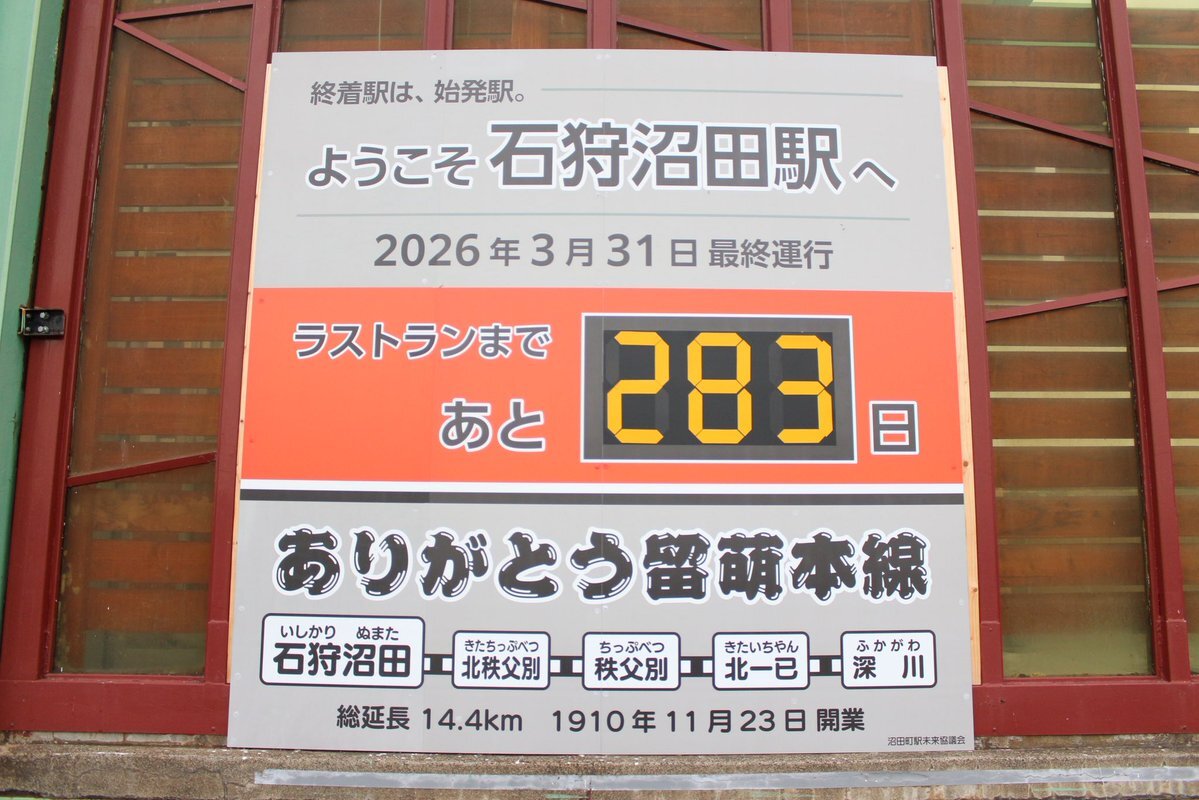 終着駅は、始発駅。
ようこそ石狩沼田駅へ
2026年3月31日最終運行
ラストランまで
あと283日
ありがとう留萌本線
いしかり ぬまた きたちっぷべつ ちっぷべつ きたいちやん ふかがわ
石狩沼田 北秩父別 秩父別 北一已 深川
総延長 14.4km 1910年11月23日開業
沼田町駅未来協議会